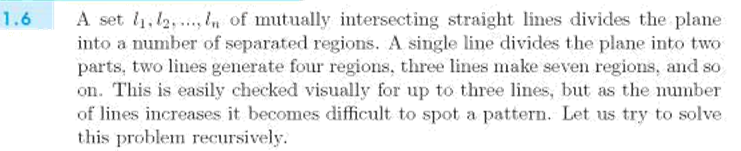 1.6 A set l₁, l₂, ..., lₙ of mutually intersecting straight lines divides the plane
into a number of separated regions. A single line divides the plane into two
parts, two lines generate four regions, three lines make seven regions, and so
on. This is easily checked visually for up to three lines, but as the number
of lines increases it becomes difficult to spot a pattern. Let us try to solve
this problem recursively.